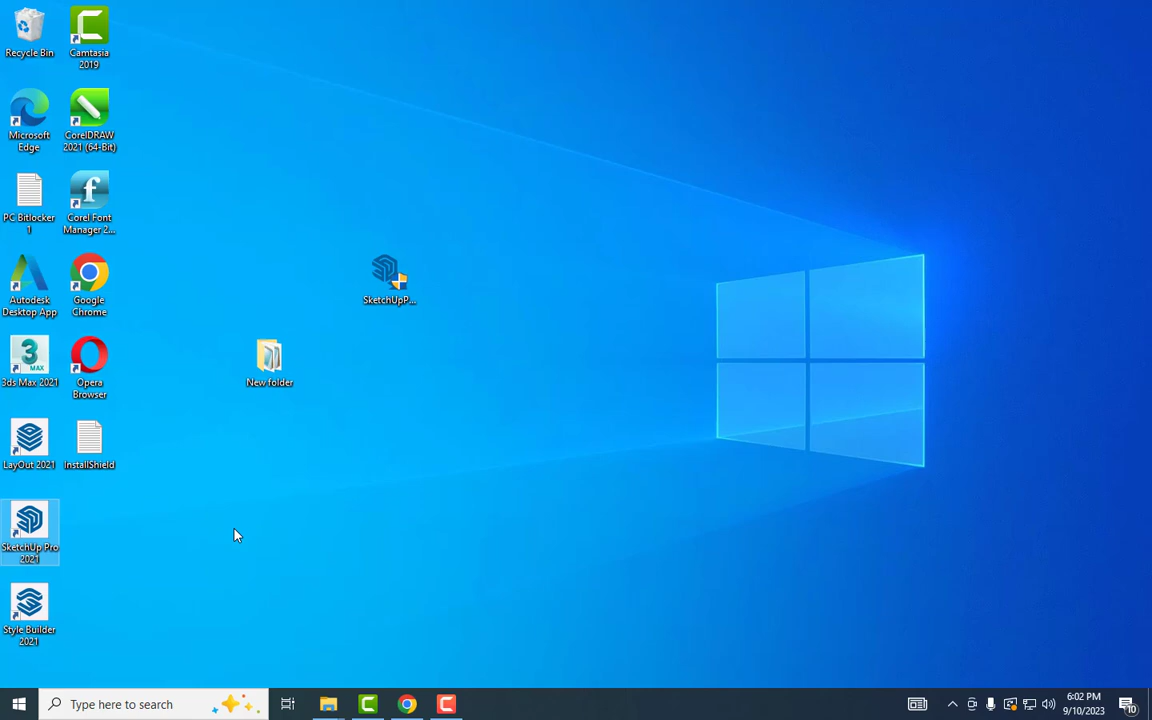 Recycle Bin
Camtasia
2019
Microsoft
Edge
CorelDRAW
2021 (64-Bit)
PC Bitlocker
1
Corel Font
Manager 2...
Autodesk
Desktop App
Google
Chrome
SketchUpP...
3ds Max 2021
Opera
Browser
New folder
LayOut 2021
InstallShield
SketchUp Pro
2021
Style Builder
2021
Type here to search
6:02 PM
9/10/2023
10